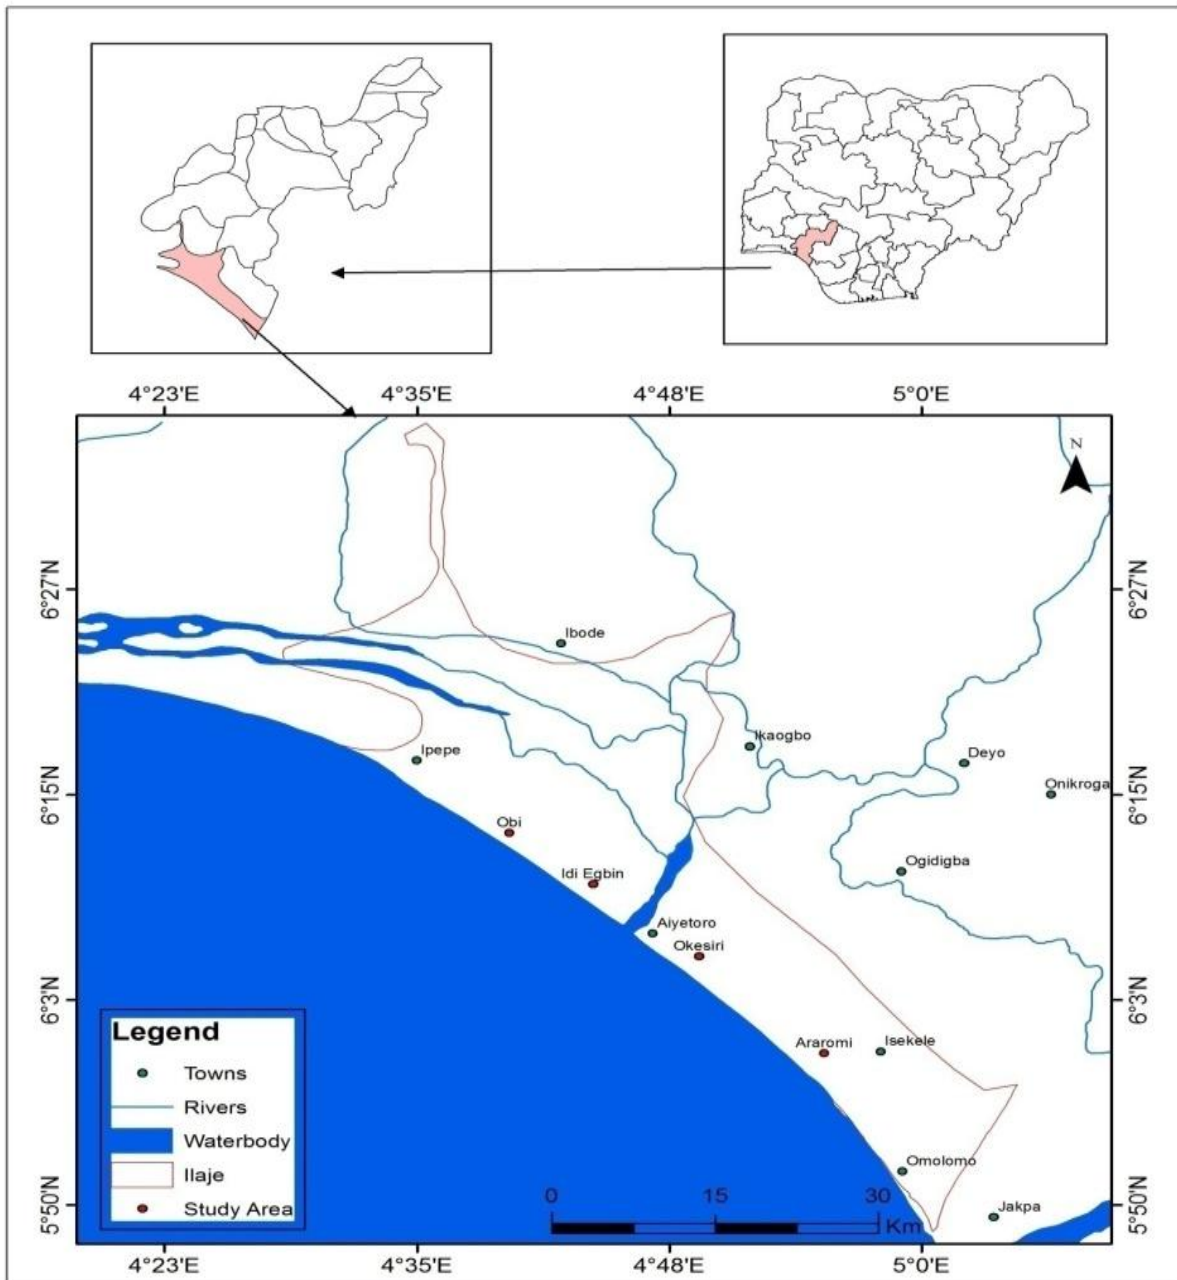 4°23'E 4°35'E 4°48'E 5°0'E
N
6°27'N 6°27'N
Ibode
Ikaogbo
Ipepe
Deyo
6°15'N 6°15'N
Onikroga
Obi
Ogidigba
Idi Egbin
Aiyetoro
Okesiri
6°3'N 6°3'N
Legend
Araromi
Isekele
Towns
Rivers
Waterbody
Ilaje
Omolomo
Study Area
0 15 30
Km
Jakpa
5°50'N 5°50'N
4°23'E 4°35'E 4°48'E 5°0'E